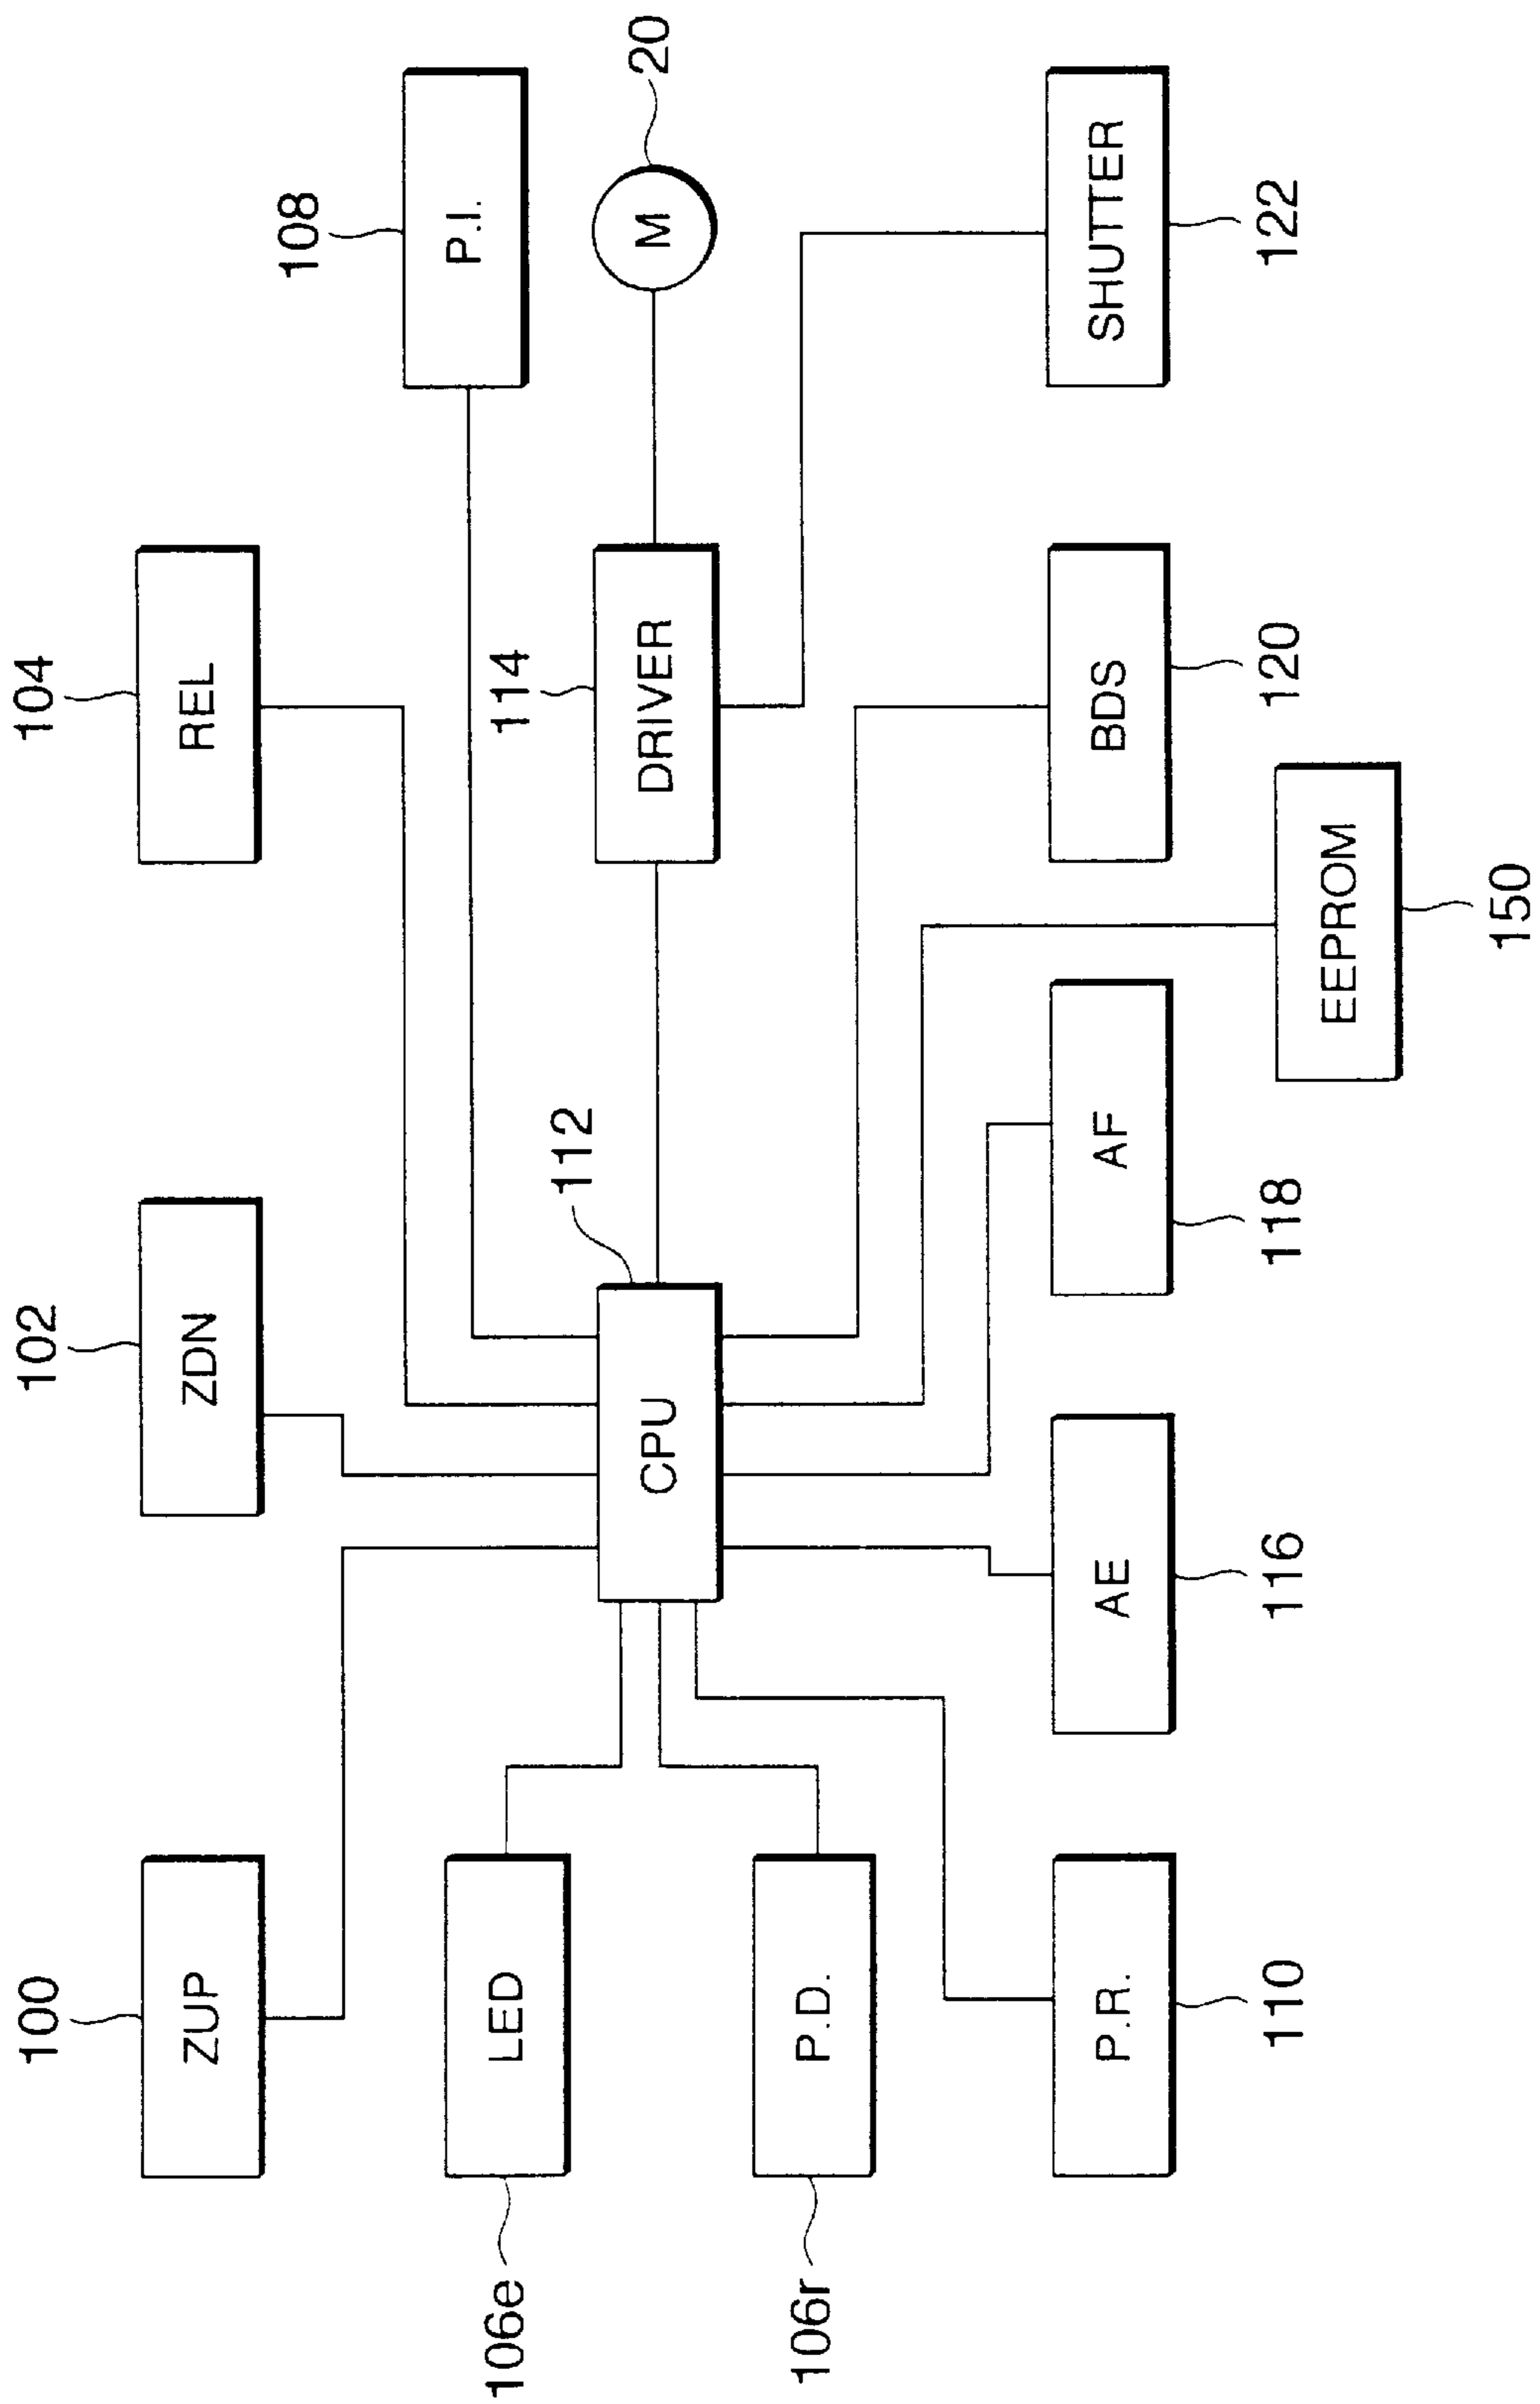 100
ZUP
102
ZDN
104
REL
108
P.I.
106e
LED
112
CPU
114
DRIVER
M
20
106r
P.D.
P.R.
110
AE
116
AF
118
BDS
120
SHUTTER
122
EEPROM
150